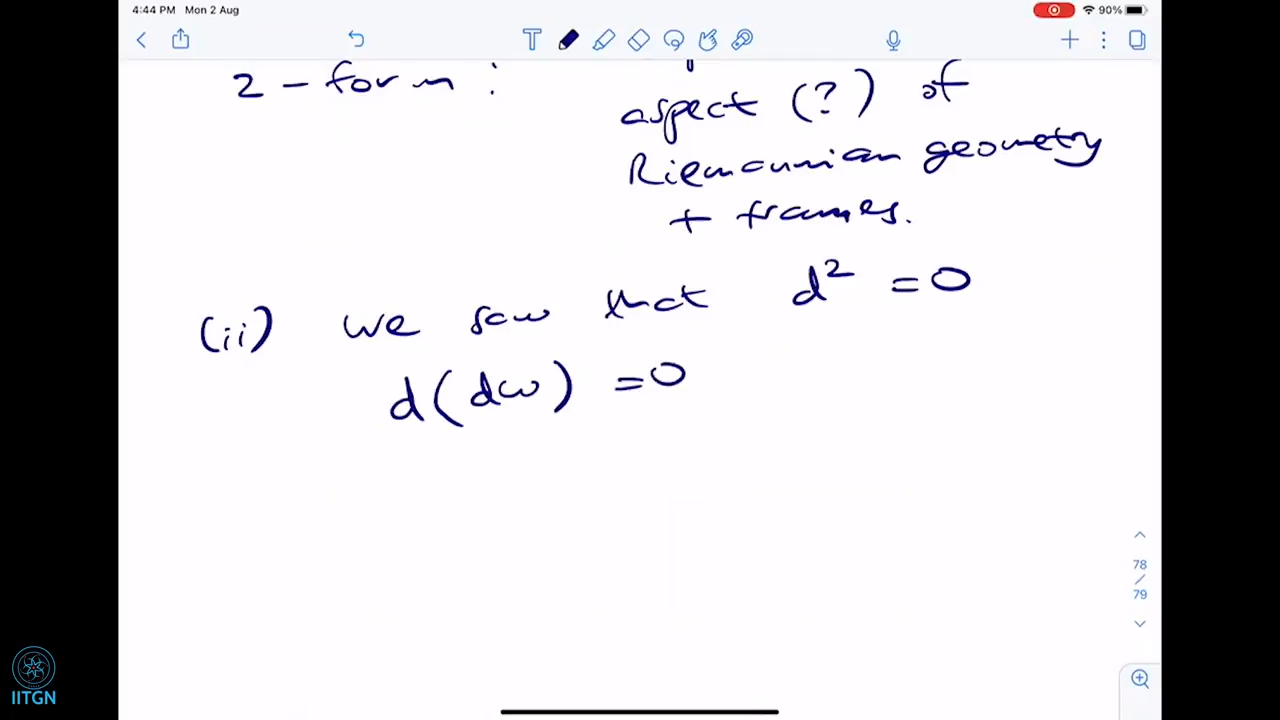 4:44 PM Mon 2 Aug
90%
2 - form :
aspect (?) of
Riemannian geometry
+ frames.
(ii) we saw that d² = 0
d(dω) = 0
78
/
79
IITGN